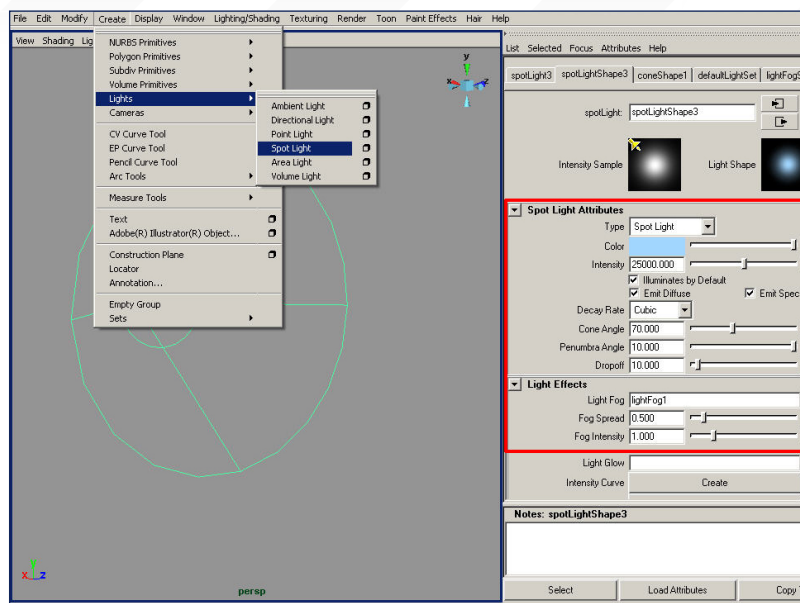 File Edit Modify Create Display Window Lighting/Shading Texturing Render Toon Paint Effects Hair Help
View Shading Lig
NURBS Primitives
Polygon Primitives
Subdiv Primitives
Volume Primitives
Lights
Cameras
CV Curve Tool
EP Curve Tool
Pencil Curve Tool
Arc Tools
Measure Tools
Text
Adobe(R) Illustrator(R) Object...
Construction Plane
Locator
Annotation...
Empty Group
Sets
Ambient Light
Directional Light
Point Light
Spot Light
Area Light
Volume Light
y
x z
y
x z
persp
List Selected Focus Attributes Help
spotLight3 spotLightShape3 coneShape1 defaultLightSet lightFogS
spotLight: spotLightShape3
Intensity Sample Light Shape
Spot Light Attributes
Type Spot Light
Color
Intensity 25000.000
Illuminates by Default
Emit Diffuse Emit Spec
Decay Rate Cubic
Cone Angle 70.000
Penumbra Angle 10.000
Dropoff 10.000
Light Effects
Light Fog lightFog1
Fog Spread 0.500
Fog Intensity 1.000
Light Glow
Intensity Curve Create
Notes: spotLightShape3
Select Load Attributes Copy